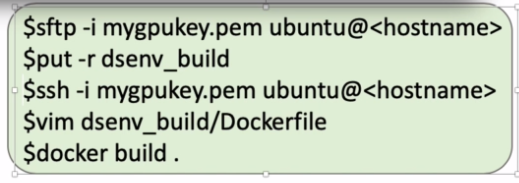 $sftp -i mygpukey.pem ubuntu@<hostname>
$put -r dsenv_build
$ssh -i mygpukey.pem ubuntu@<hostname>
$vim dsenv_build/Dockerfile
$docker build .